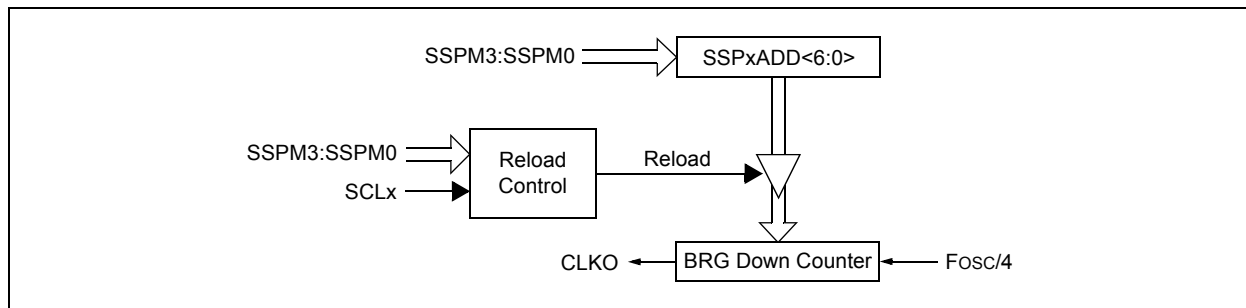 SSPM3:SSPM0
SSPxADD<6:0>
SSPM3:SSPM0
SCLx
Reload
Control
Reload
CLKO
BRG Down Counter
FOSC/4